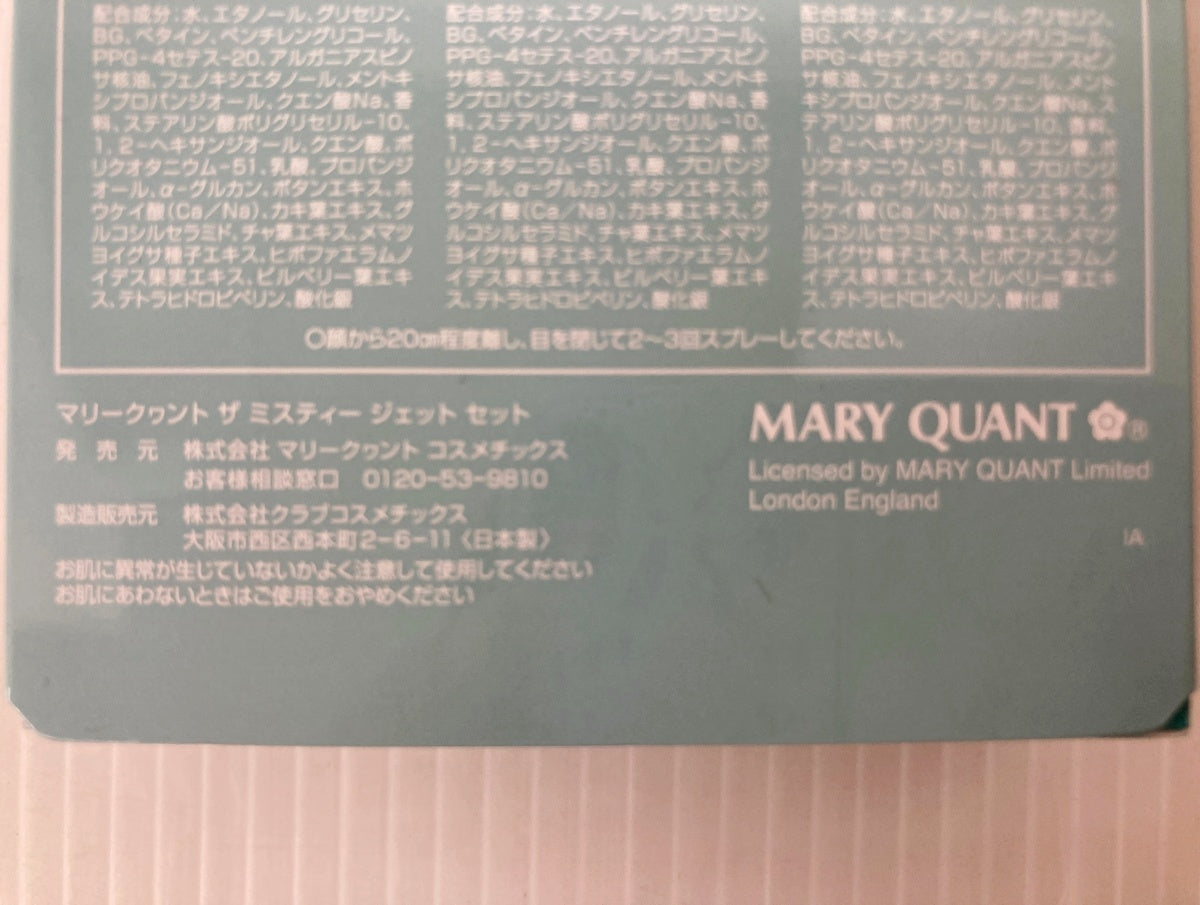 配合成分:水、エタノール、グリセリン、
BG、ベタイン、ペンチレングリコール、
PPG-4セテス-20、アルガニアスピノ
サ核油、フェノキシエタノール、メントキ
シプロパンジオール、クエン酸Na、香
料、ステアリン酸ポリグリセリル-10、
1,2-ヘキサンジオール、クエン酸、ポ
リクオタニウム-51、乳酸、プロパンジ
オール、α-グルカン、ボタンエキス、ホ
ウケイ酸(Ca/Na)、カキ葉エキス、グ
ルコシルセラミド、チャ葉エキス、メマツ
ヨイグサ種子エキス、ヒポファエラムノ
イデス果実エキス、ビルベリー葉エキ
ス、テトラヒドロピペリン、酸化銀
配合成分:水、エタノール、グリセリン、
BG、ベタイン、ペンチレングリコール、
PPG-4セテス-20、アルガニアスピノ
サ核油、フェノキシエタノール、メントキ
シプロパンジオール、クエン酸Na、香
料、ステアリン酸ポリグリセリル-10、
1,2-ヘキサンジオール、クエン酸、ポ
リクオタニウム-51、乳酸、プロパンジ
オール、α-グルカン、ボタンエキス、ホ
ウケイ酸(Ca/Na)、カキ葉エキス、グ
ルコシルセラミド、チャ葉エキス、メマツ
ヨイグサ種子エキス、ヒポファエラムノ
イデス果実エキス、ビルベリー葉エキ
ス、テトラヒドロピペリン、酸化銀
配合成分:水、エタノール、グリセリン、
BG、ベタイン、ペンチレングリコール、
PPG-4セテス-20、アルガニアスピノ
サ核油、フェノキシエタノール、メント
キシプロパンジオール、クエン酸Na、ス
テアリン酸ポリグリセリル-10、香料、
1,2-ヘキサンジオール、クエン酸、ポ
リクオタニウム-51、乳酸、プロパンジ
オール、α-グルカン、ボタンエキス、ホ
ウケイ酸(Ca/Na)、カキ葉エキス、グ
ルコシルセラミド、チャ葉エキス、メマツ
ヨイグサ種子エキス、ヒポファエラムノ
イデス果実エキス、ビルベリー葉エキ
ス、テトラヒドロピペリン、酸化銀
○顔から20cm程度離し、目を閉じて2〜3回スプレーしてください。
マリークヮント ザ ミスティー ジェット セット
発売元 株式会社 マリークヮント コスメチックス
お客様相談窓口 0120-53-9810
製造販売元 株式会社クラブコスメチックス
大阪市西区西本町2-6-11〈日本製〉
お肌に異常が生じていないかよく注意して使用してください
お肌にあわないときはご使用をおやめください
MARY QUANT ®
Licensed by MARY QUANT Limited
London England
IA